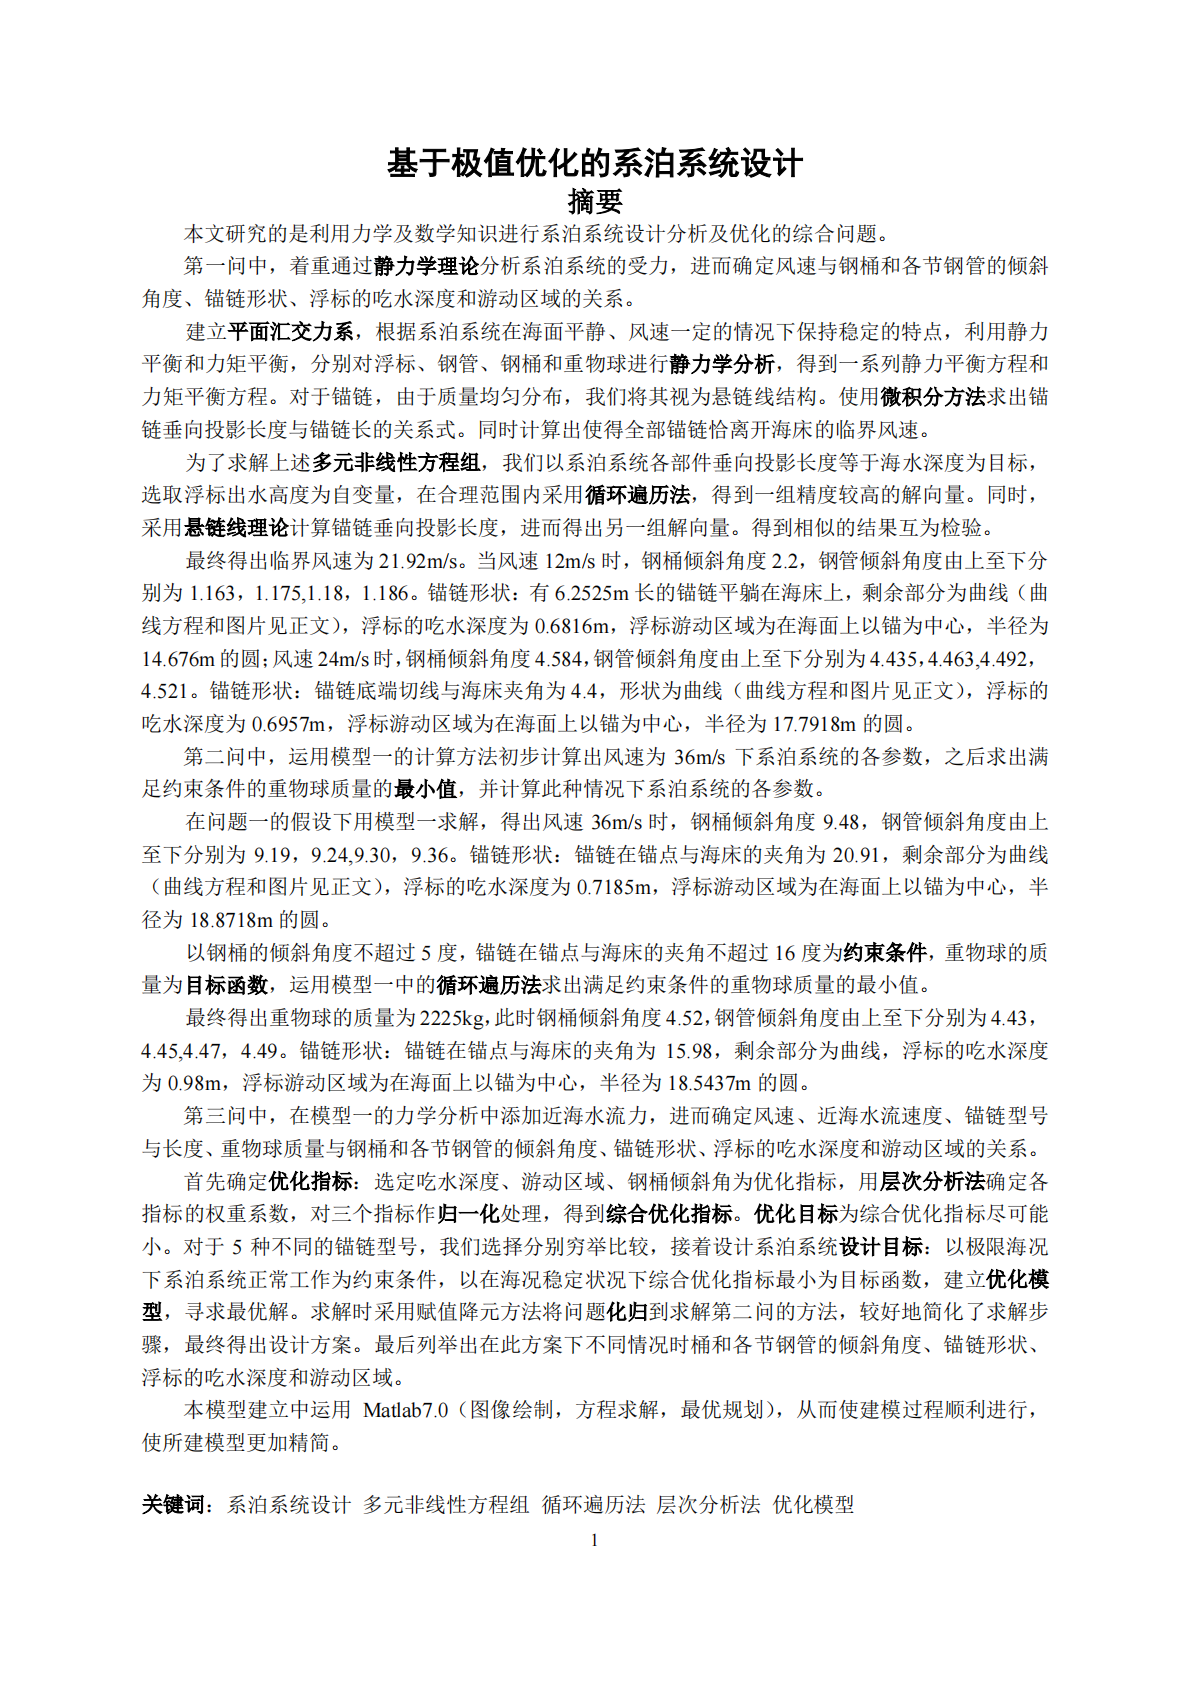 基于极值优化的系泊系统设计
摘要
本文研究的是利用力学及数学知识进行系泊系统设计分析及优化的综合问题。
第一问中，着重通过静力学理论分析系泊系统的受力，进而确定风速与钢桶和各节钢管的倾斜
角度、锚链形状、浮标的吃水深度和游动区域的关系。
建立平面汇交力系，根据系泊系统在海面平静、风速一定的情况下保持稳定的特点，利用静力
平衡和力矩平衡，分别对浮标、钢管、钢桶和重物球进行静力学分析，得到一系列静力平衡方程和
力矩平衡方程。对于锚链，由于质量均匀分布，我们将其视为悬链线结构。使用微积分方法求出锚
链垂向投影长度与锚链长的关系式。同时计算出使得全部锚链恰离开海床的临界风速。
为了求解上述多元非线性方程组，我们以系泊系统各部件垂向投影长度等于海水深度为目标，
选取浮标出水高度为自变量，在合理范围内采用循环遍历法，得到一组精度较高的解向量。同时，
采用悬链线理论计算锚链垂向投影长度，进而得出另一组解向量。得到相似的结果互为检验。
最终得出临界风速为 21.92m/s。当风速 12m/s 时，钢桶倾斜角度 2.2，钢管倾斜角度由上至下分
别为 1.163，1.175,1.18，1.186。锚链形状：有 6.2525m 长的锚链平躺在海床上，剩余部分为曲线（曲
线方程和图片见正文），浮标的吃水深度为 0.6816m，浮标游动区域为在海面上以锚为中心，半径为
14.676m 的圆；风速 24m/s 时，钢桶倾斜角度 4.584，钢管倾斜角度由上至下分别为 4.435，4.463,4.492，
4.521。锚链形状：锚链底端切线与海床夹角为 4.4，形状为曲线（曲线方程和图片见正文），浮标的
吃水深度为 0.6957m，浮标游动区域为在海面上以锚为中心，半径为 17.7918m 的圆。
第二问中，运用模型一的计算方法初步计算出风速为 36m/s 下系泊系统的各参数，之后求出满
足约束条件的重物球质量的最小值，并计算此种情况下系泊系统的各参数。
在问题一的假设下用模型一求解，得出风速 36m/s 时，钢桶倾斜角度 9.48，钢管倾斜角度由上
至下分别为 9.19，9.24,9.30，9.36。锚链形状：锚链在锚点与海床的夹角为 20.91，剩余部分为曲线
（曲线方程和图片见正文），浮标的吃水深度为 0.7185m，浮标游动区域为在海面上以锚为中心，半
径为 18.8718m 的圆。
以钢桶的倾斜角度不超过 5 度，锚链在锚点与海床的夹角不超过 16 度为约束条件，重物球的质
量为目标函数，运用模型一中的循环遍历法求出满足约束条件的重物球质量的最小值。
最终得出重物球的质量为 2225kg，此时钢桶倾斜角度 4.52，钢管倾斜角度由上至下分别为 4.43，
4.45,4.47，4.49。锚链形状：锚链在锚点与海床的夹角为 15.98，剩余部分为曲线，浮标的吃水深度
为 0.98m，浮标游动区域为在海面上以锚为中心，半径为 18.5437m 的圆。
第三问中，在模型一的力学分析中添加近海水流力，进而确定风速、近海水流速度、锚链型号
与长度、重物球质量与钢桶和各节钢管的倾斜角度、锚链形状、浮标的吃水深度和游动区域的关系。
首先确定优化指标：选定吃水深度、游动区域、钢桶倾斜角为优化指标，用层次分析法确定各
指标的权重系数，对三个指标作归一化处理，得到综合优化指标。优化目标为综合优化指标尽可能
小。对于 5 种不同的锚链型号，我们选择分别穷举比较，接着设计系泊系统设计目标：以极限海况
下系泊系统正常工作为约束条件，以在海况稳定状况下综合优化指标最小为目标函数，建立优化模
型，寻求最优解。求解时采用赋值降元方法将问题化归到求解第二问的方法，较好地简化了求解步
骤，最终得出设计方案。最后列举出在此方案下不同情况时桶和各节钢管的倾斜角度、锚链形状、
浮标的吃水深度和游动区域。
本模型建立中运用 Matlab7.0（图像绘制，方程求解，最优规划），从而使建模过程顺利进行，
使所建模型更加精简。
关键词：系泊系统设计 多元非线性方程组 循环遍历法 层次分析法 优化模型
1